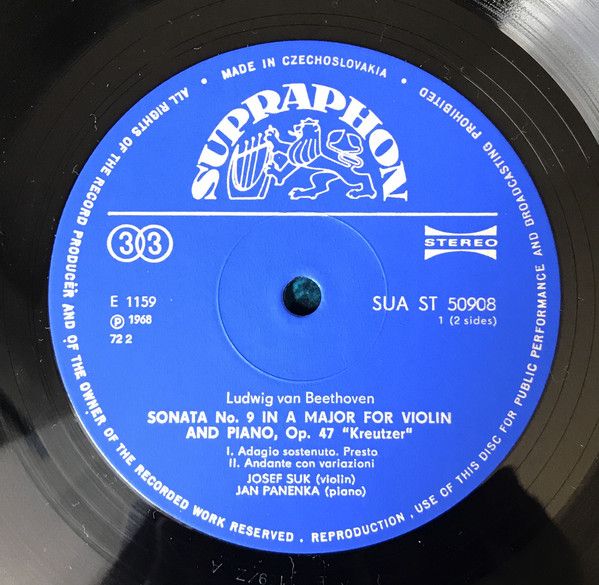 ALL RIGHTS OF THE RECORD PRODUCER AND OF THE OWNER OF THE RECORDED WORK RESERVED . REPRODUCTION , USE OF THIS DISC FOR PUBLIC PERFORMANCE AND BROADCASTING PROHIBITED
• MADE IN CZECHOSLOVAKIA •
SUPRAPHON
33
STEREO
E 1159
SUA ST 50908
Ⓟ 1968
1 (2 sides)
72 2
Ludwig van Beethoven
SONATA No. 9 IN A MAJOR FOR VIOLIN
AND PIANO, Op. 47 "Kreutzer"
I. Adagio sostenuto. Presto
II. Andante con variazioni
JOSEF SUK (violin)
JAN PANENKA (piano)